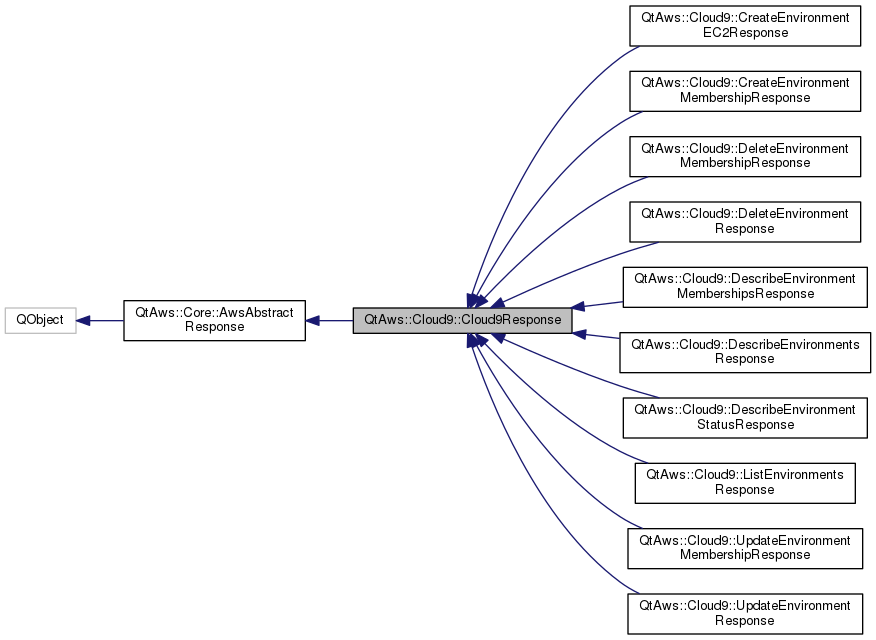 QObject
QtAws::Core::AwsAbstract
Response
QtAws::Cloud9::Cloud9Response
QtAws::Cloud9::CreateEnvironment
EC2Response
QtAws::Cloud9::CreateEnvironment
MembershipResponse
QtAws::Cloud9::DeleteEnvironment
MembershipResponse
QtAws::Cloud9::DeleteEnvironment
Response
QtAws::Cloud9::DescribeEnvironment
MembershipsResponse
QtAws::Cloud9::DescribeEnvironments
Response
QtAws::Cloud9::DescribeEnvironment
StatusResponse
QtAws::Cloud9::ListEnvironments
Response
QtAws::Cloud9::UpdateEnvironment
MembershipResponse
QtAws::Cloud9::UpdateEnvironment
Response